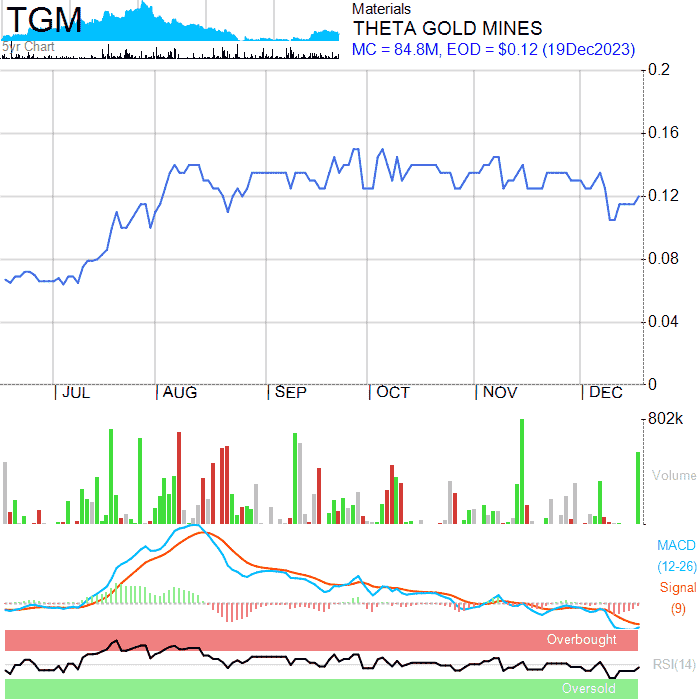 TGM
5yr Chart
Materials
THETA GOLD MINES
MC = 84.8M, EOD = $0.12 (19Dec2023)
0.2
0.16
0.12
0.08
0.04
0
JUL AUG SEP OCT NOV DEC
802k
Volume
MACD
(12-26)
Signal
(9)
Overbought
RSI(14)
Oversold